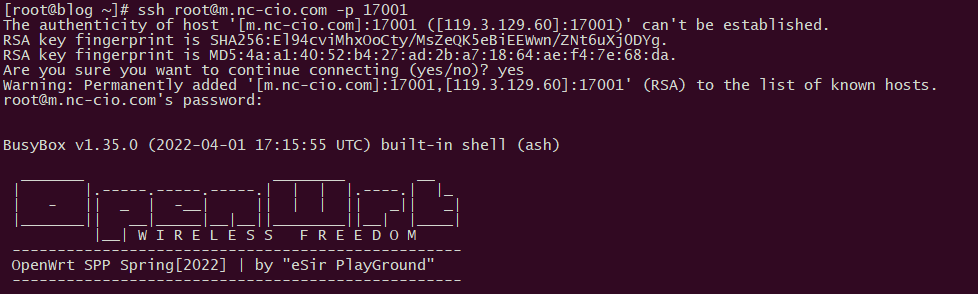 [root@blog ~]# ssh root@m.nc-cio.com -p 17001
The authenticity of host '[m.nc-cio.com]:17001 ([119.3.129.60]:17001)' can't be established.
RSA key fingerprint is SHA256:El94cviMhxOoCty/MsZeQK5eBiEEWwn/ZNt6uXjODYg.
RSA key fingerprint is MD5:4a:a1:40:52:b4:27:ad:2b:a7:18:64:ae:f4:7e:68:da.
Are you sure you want to continue connecting (yes/no)? yes
Warning: Permanently added '[m.nc-cio.com]:17001,[119.3.129.60]:17001' (RSA) to the list of known hosts.
root@m.nc-cio.com's password:
BusyBox v1.35.0 (2022-04-01 17:15:55 UTC) built-in shell (ash)
OpenWrt
W I R E L E S S   F R E E D O M
-----------------------------------------------------
OpenWrt SPP Spring[2022] | by "eSir PlayGround"
-----------------------------------------------------